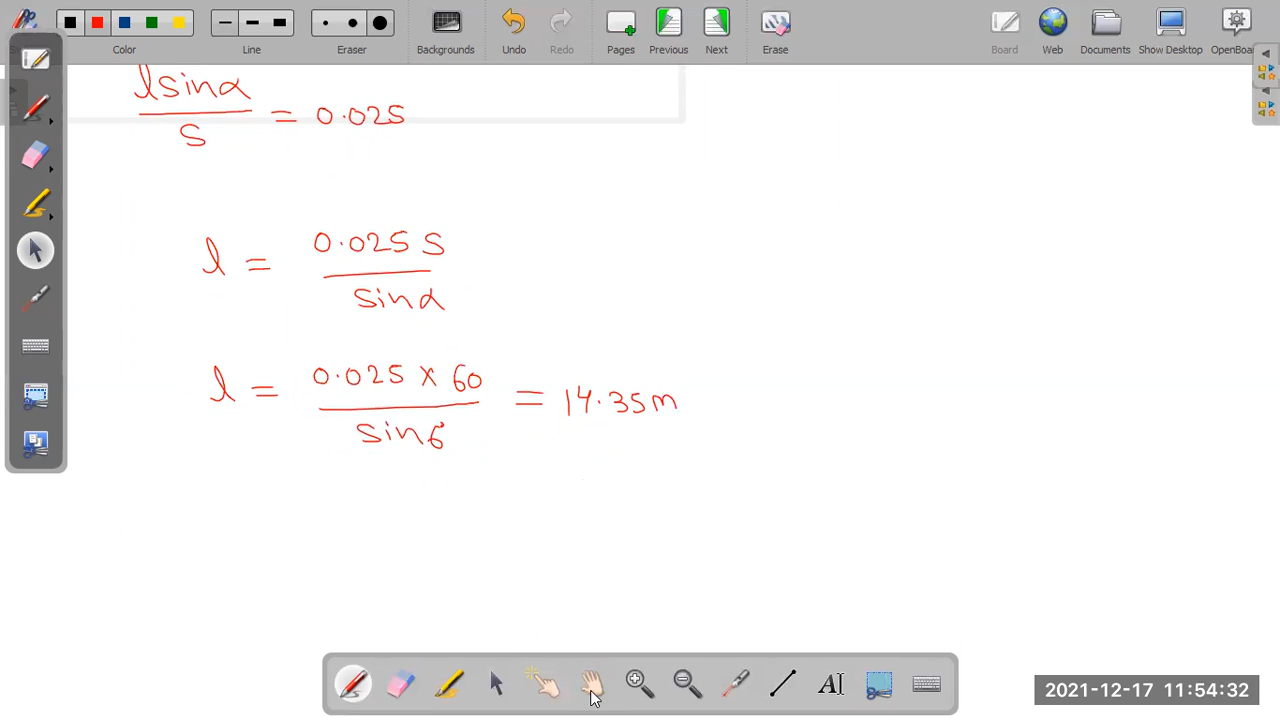 Color Line Eraser Backgrounds Undo Redo Pages Previous Next Erase Board Web Documents Show Desktop OpenBoard
l sinα / S = 0.025
l = 0.025 S / sinα
l = 0.025 × 60 / sin6° = 14.35m
2021-12-17 11:54:32